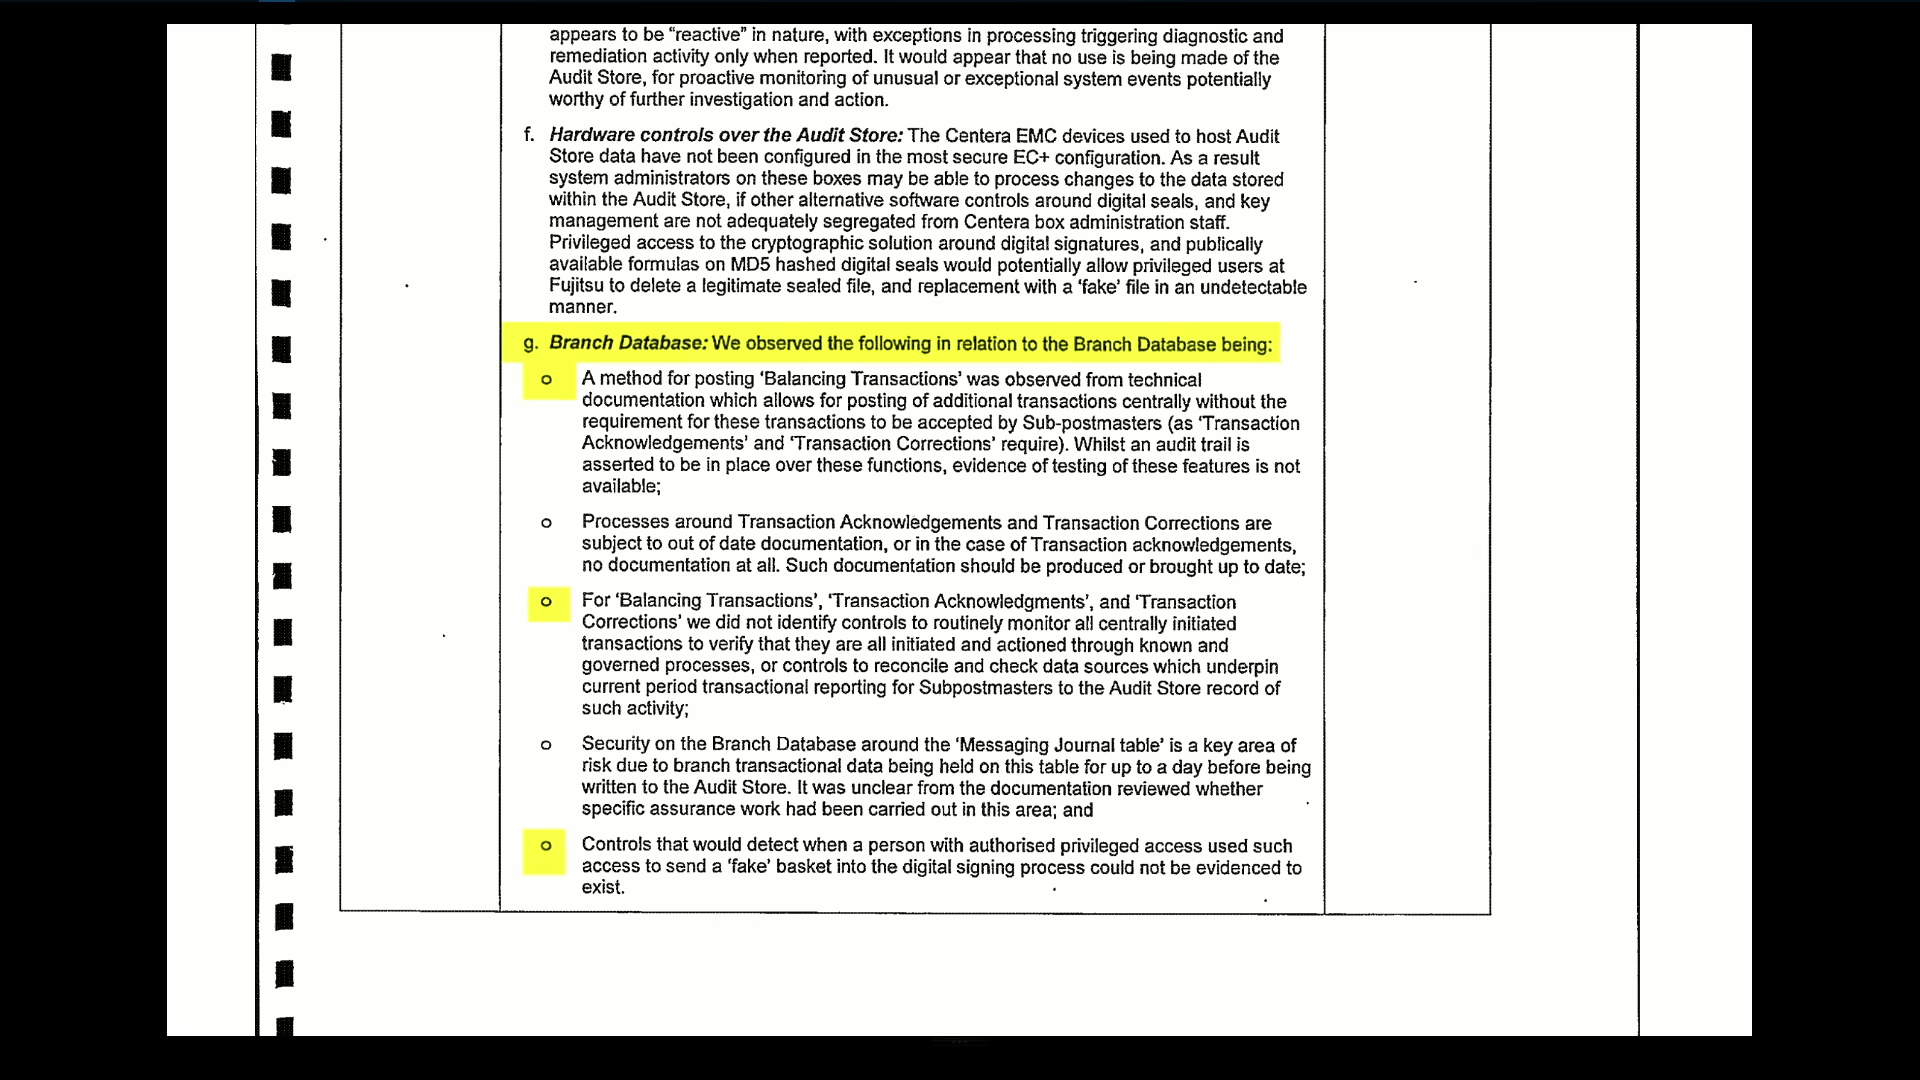 appears to be “reactive” in nature, with exceptions in processing triggering diagnostic and
remediation activity only when reported. It would appear that no use is being made of the
Audit Store, for proactive monitoring of unusual or exceptional system events potentially
worthy of further investigation and action.
f. Hardware controls over the Audit Store: The Centera EMC devices used to host Audit
Store data have not been configured in the most secure EC+ configuration. As a result
system administrators on these boxes may be able to process changes to the data stored
within the Audit Store, if other alternative software controls around digital seals, and key
management are not adequately segregated from Centera box administration staff.
Privileged access to the cryptographic solution around digital signatures, and publically
available formulas on MD5 hashed digital seals would potentially allow privileged users at
Fujitsu to delete a legitimate sealed file, and replacement with a ‘fake’ file in an undetectable
manner.
g. Branch Database: We observed the following in relation to the Branch Database being:
o A method for posting ‘Balancing Transactions’ was observed from technical
documentation which allows for posting of additional transactions centrally without the
requirement for these transactions to be accepted by Sub-postmasters (as ‘Transaction
Acknowledgements’ and ‘Transaction Corrections’ require). Whilst an audit trail is
asserted to be in place over these functions, evidence of testing of these features is not
available;
o Processes around Transaction Acknowledgements and Transaction Corrections are
subject to out of date documentation, or in the case of Transaction acknowledgements,
no documentation at all. Such documentation should be produced or brought up to date;
o For ‘Balancing Transactions’, ‘Transaction Acknowledgments’, and ‘Transaction
Corrections’ we did not identify controls to routinely monitor all centrally initiated
transactions to verify that they are all initiated and actioned through known and
governed processes, or controls to reconcile and check data sources which underpin
current period transactional reporting for Subpostmasters to the Audit Store record of
such activity;
o Security on the Branch Database around the ‘Messaging Journal table’ is a key area of
risk due to branch transactional data being held on this table for up to a day before being
written to the Audit Store. It was unclear from the documentation reviewed whether
specific assurance work had been carried out in this area; and
o Controls that would detect when a person with authorised privileged access used such
access to send a ‘fake’ basket into the digital signing process could not be evidenced to
exist.